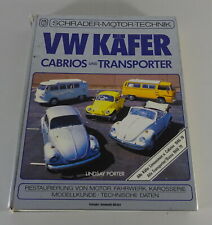 SCHRADER-MOTOR-TECHNIK
VW KÄFER
CABRIOS UND TRANSPORTER
LINDSAY PORTER
RESTAURIERUNG VON MOTOR, FAHRWERK, KAROSSERIE
MODELLKUNDE · TECHNISCHE DATEN